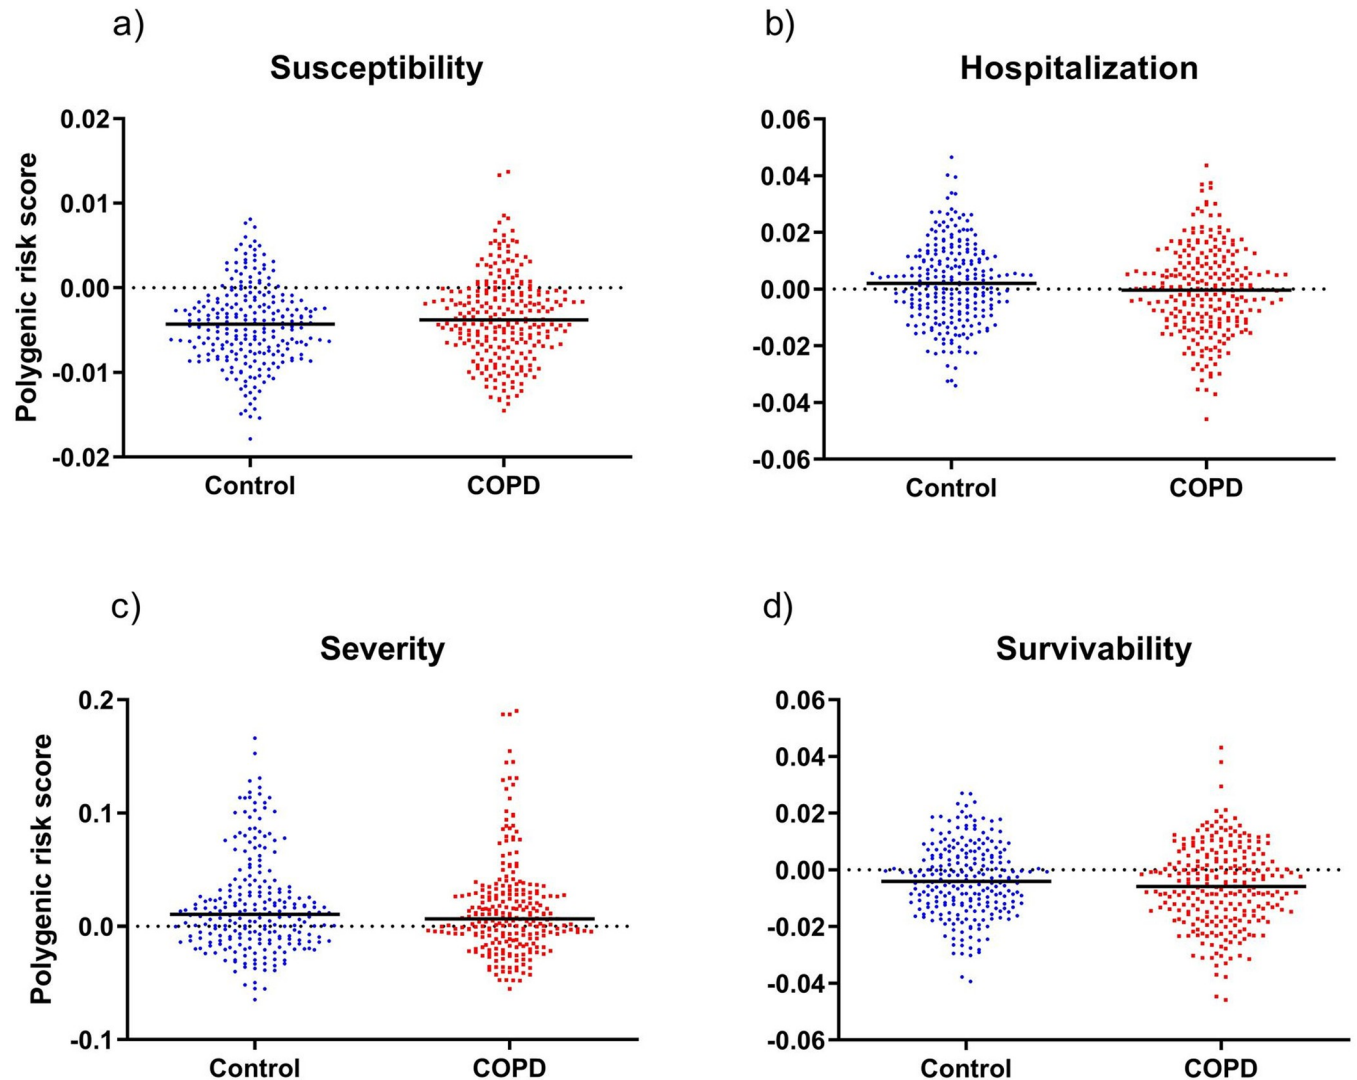 a)
Susceptibility
Polygenic risk score
0.02
0.01
0.00
-0.01
-0.02
Control
COPD
b)
Hospitalization
0.06
0.04
0.02
0.00
-0.02
-0.04
-0.06
Control
COPD
c)
Severity
Polygenic risk score
0.2
0.1
0.0
-0.1
Control
COPD
d)
Survivability
0.06
0.04
0.02
0.00
-0.02
-0.04
-0.06
Control
COPD